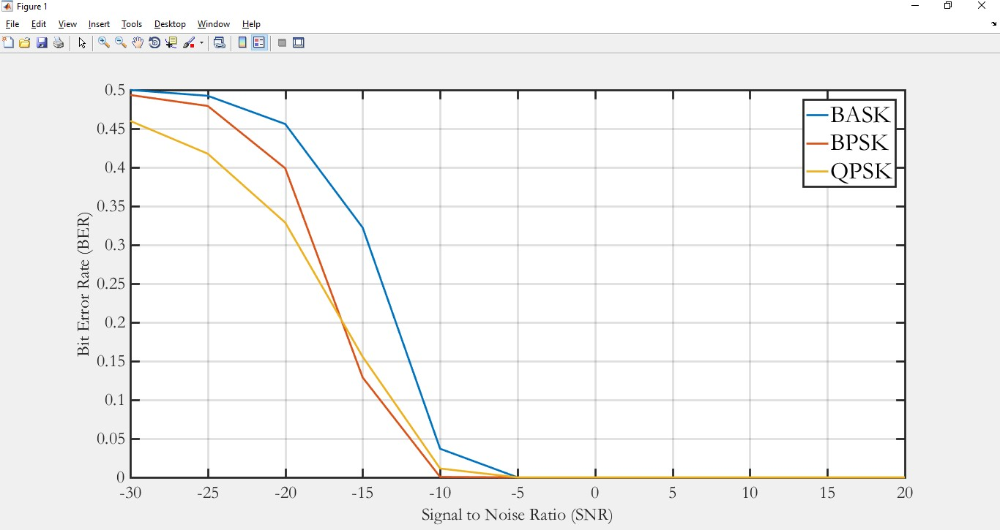 Figure 1
File Edit View Insert Tools Desktop Window Help
BASK
BPSK
QPSK
0.5
0.45
0.4
0.35
0.3
0.25
0.2
0.15
0.1
0.05
0
Bit Error Rate (BER)
-30 -25 -20 -15 -10 -5 0 5 10 15 20
Signal to Noise Ratio (SNR)